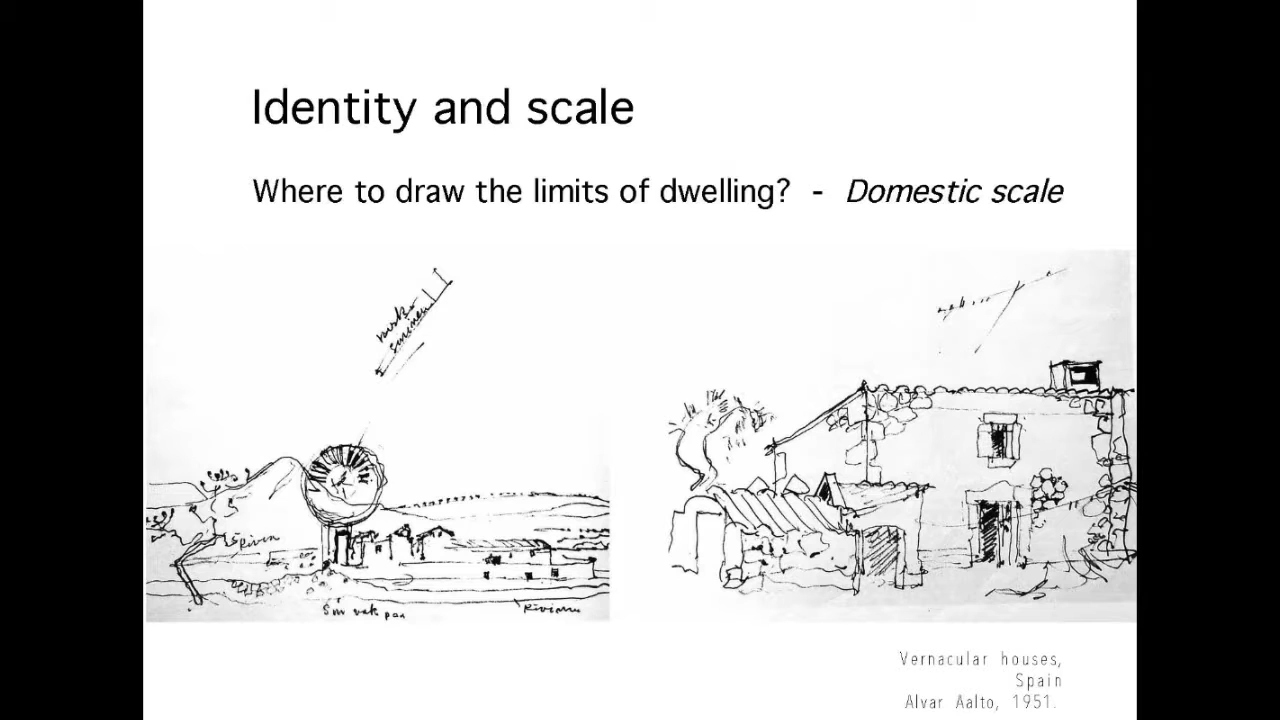 Identity and scale
Where to draw the limits of dwelling? - Domestic scale
Vernacular houses,
Spain
Alvar Aalto, 1951.